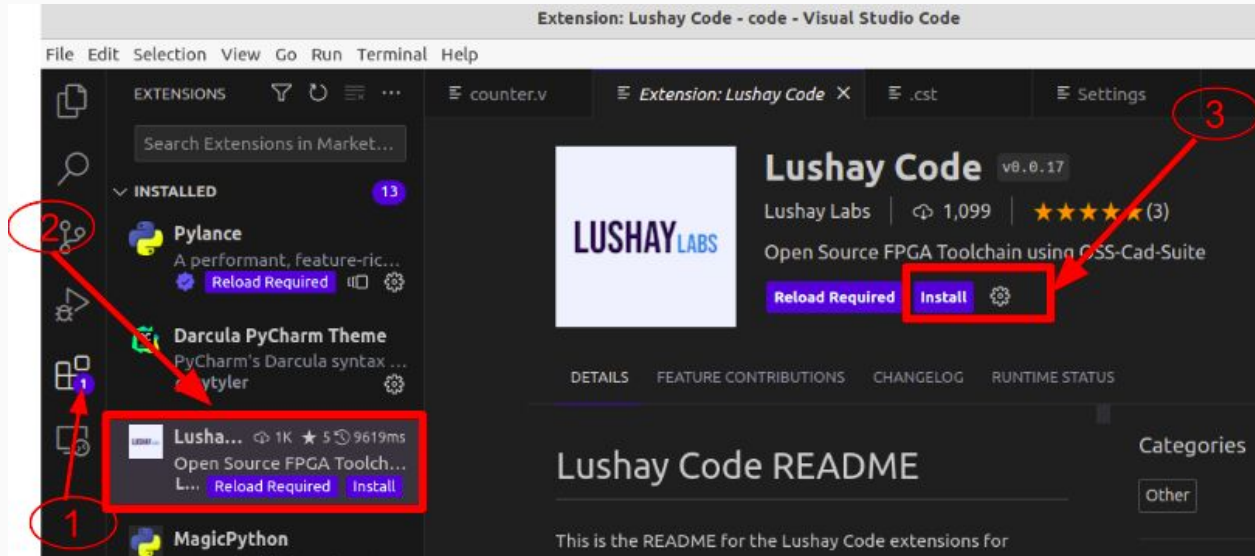 Extension: Lushay Code - code - Visual Studio Code
File Edit Selection View Go Run Terminal Help
EXTENSIONS
counter.v
Extension: Lushay Code
.cst
Settings
3
Search Extensions in Market...
INSTALLED 13
2
Pylance
A performant, feature-ric...
Reload Required
Darcula PyCharm Theme
PyCharm's Darcula syntax ...
1
Lusha... 1K ★ 5 9619ms
Open Source FPGA Toolch...
L... Reload Required Install
1
MagicPython
LUSHAY LABS
Lushay Code v0.0.17
Lushay Labs | 1,099 | ★★★★★(3)
Open Source FPGA Toolchain using OSS-Cad-Suite
Reload Required Install
DETAILS FEATURE CONTRIBUTIONS CHANGELOG RUNTIME STATUS
Lushay Code README
This is the README for the Lushay Code extensions for
Categories
Other